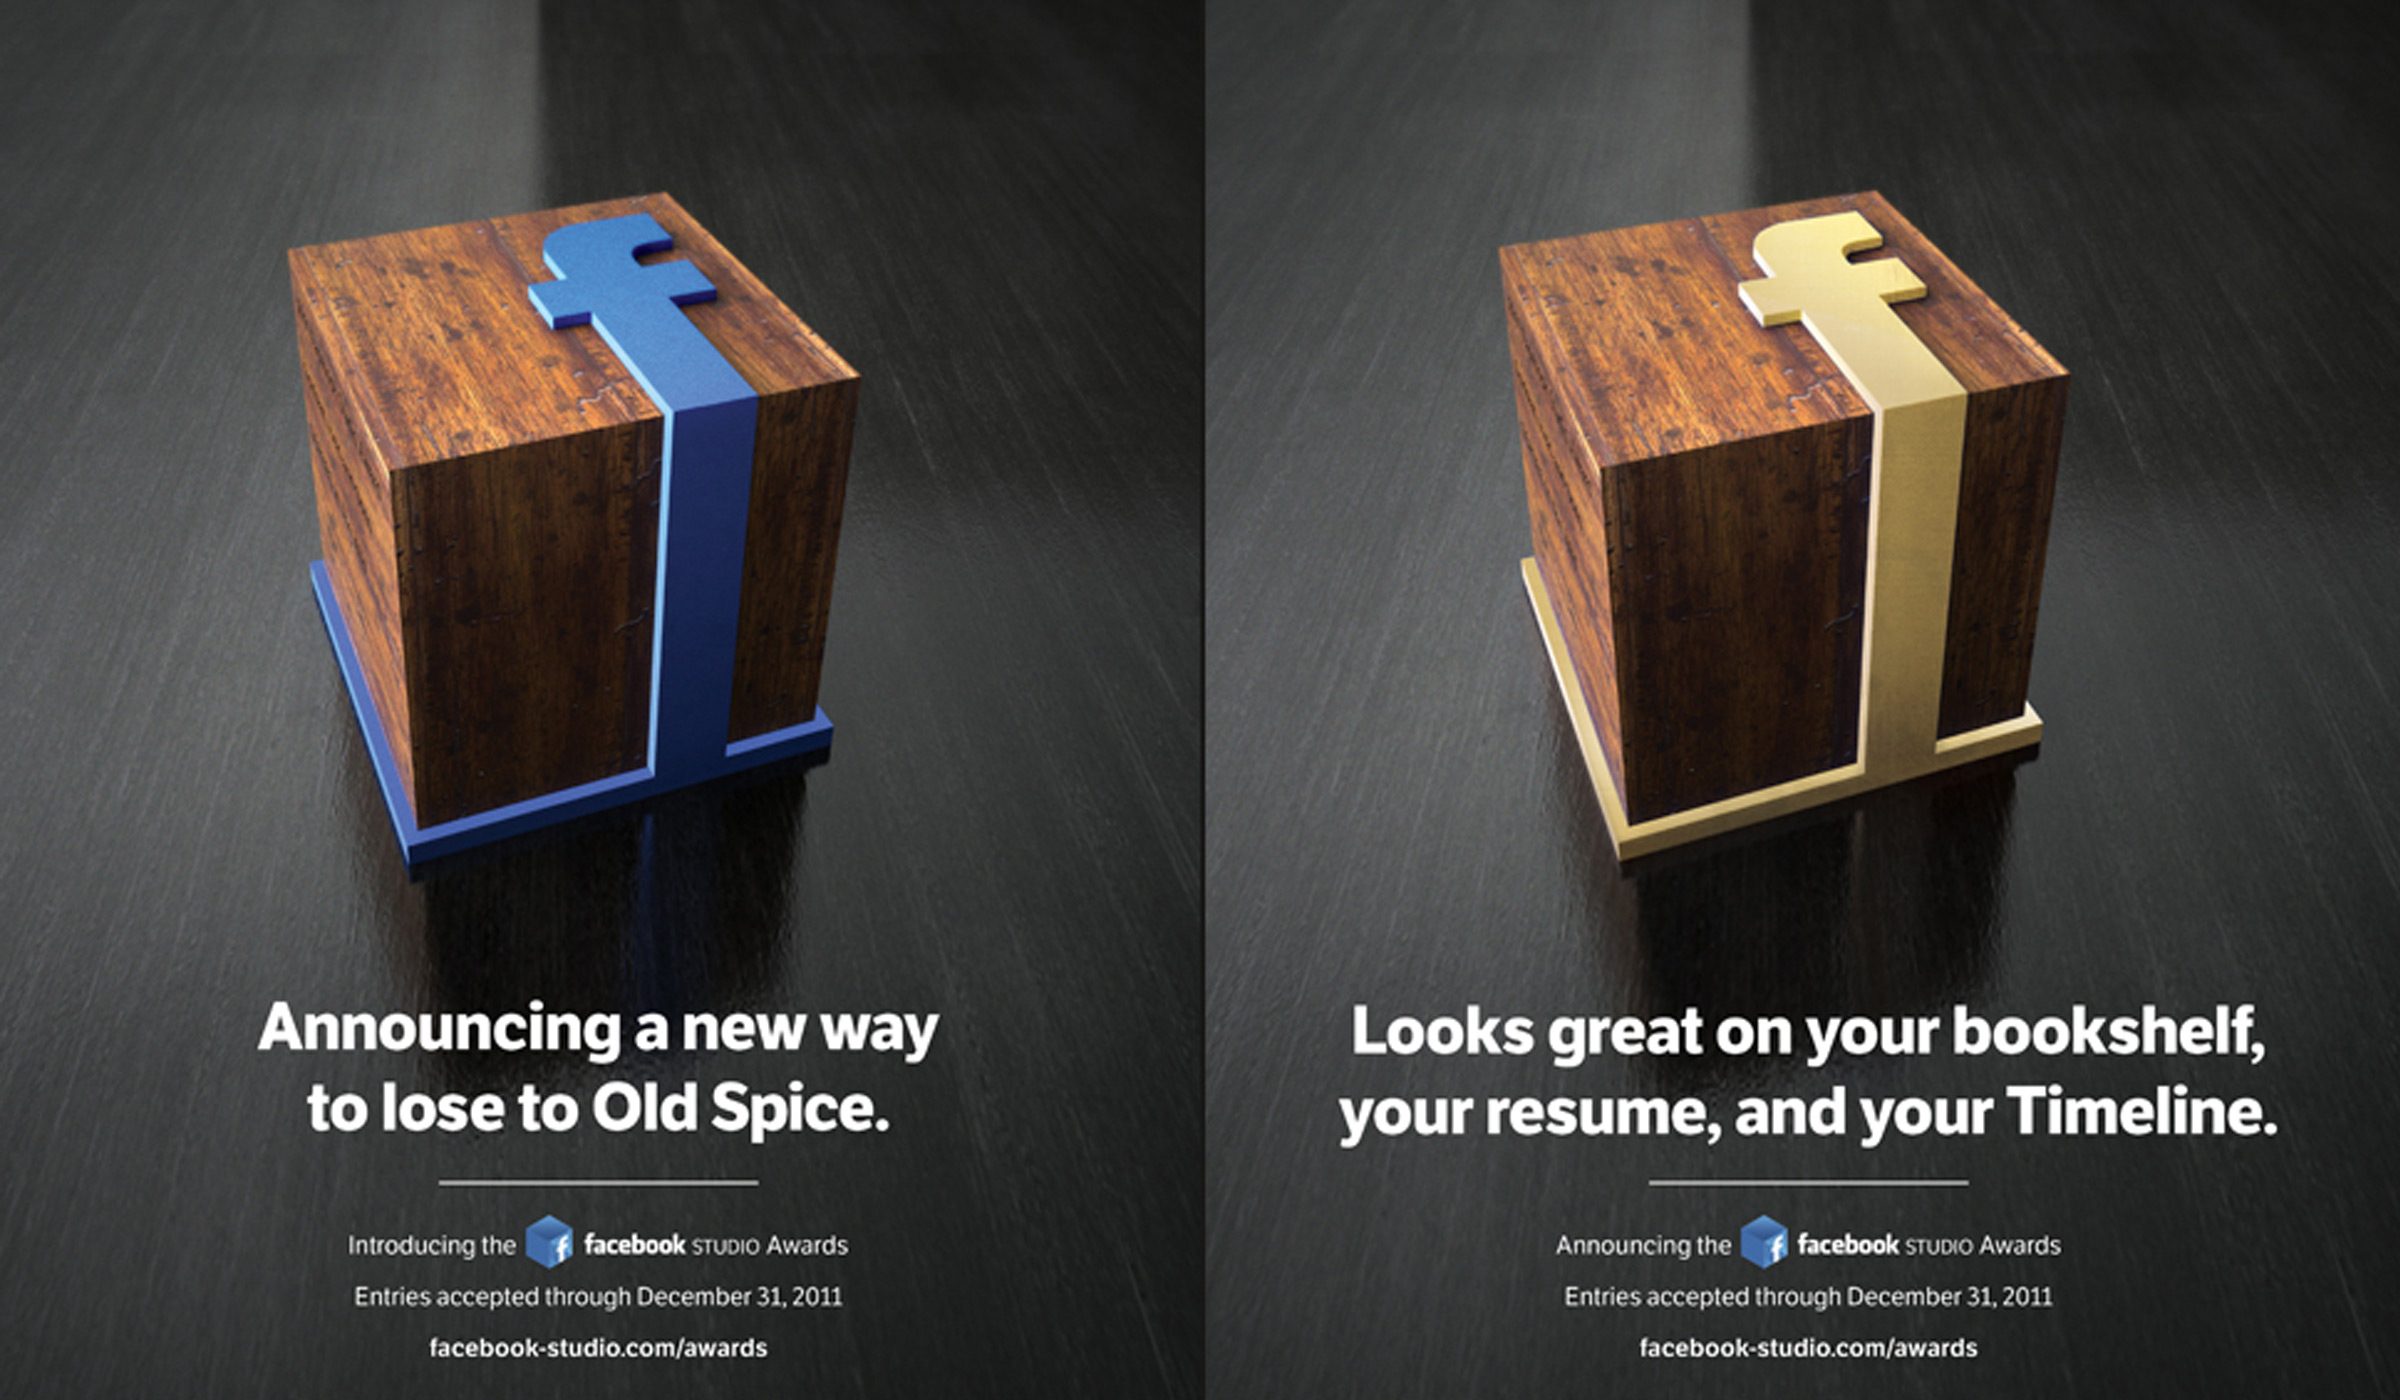 f
Announcing a new way
to lose to Old Spice.
Introducing the f facebook STUDIO Awards
Entries accepted through December 31, 2011
facebook-studio.com/awards
f
Looks great on your bookshelf,
your resume, and your Timeline.
Announcing the f facebook STUDIO Awards
Entries accepted through December 31, 2011
facebook-studio.com/awards